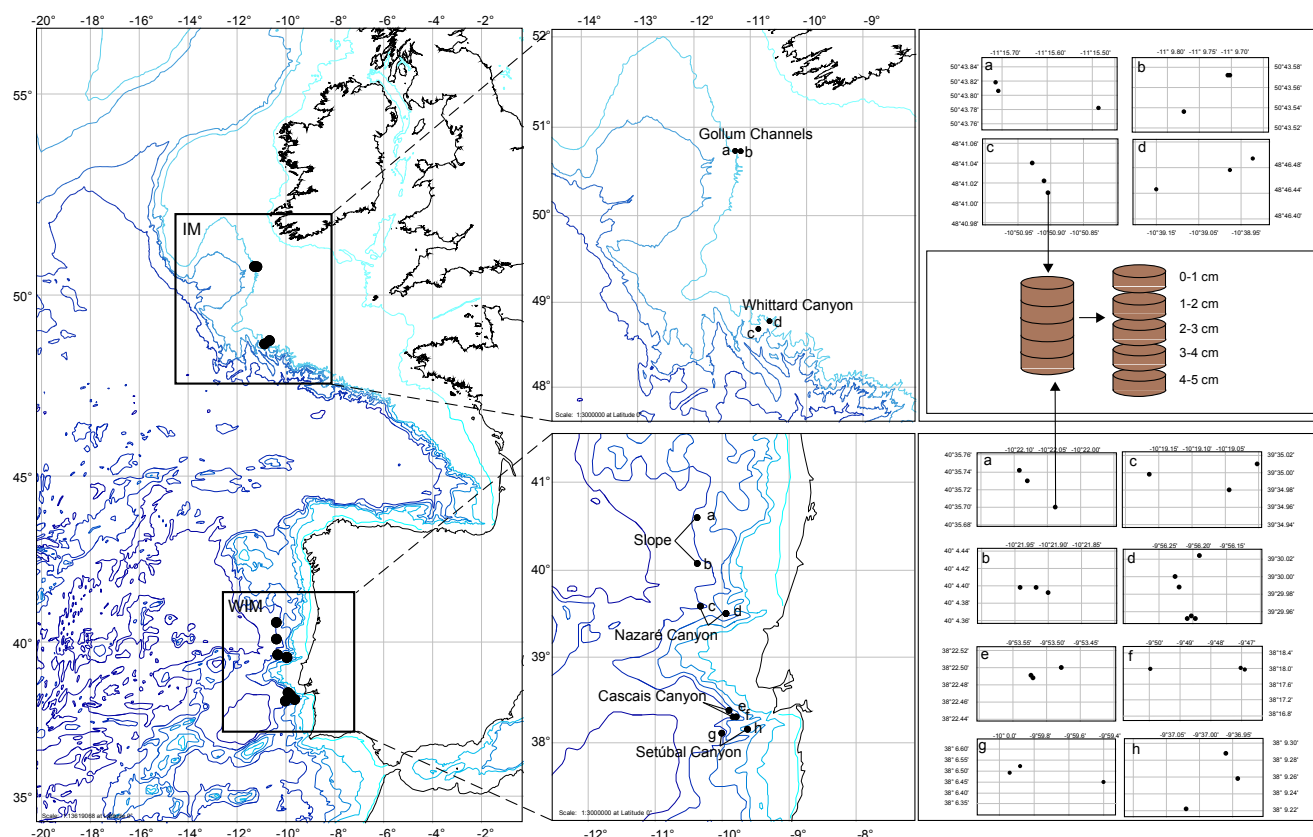 -20° -18° -16° -14° -12° -10° -8° -6° -4° -2°
-14° -12° -11° -10° -9° -8°
55°
50°
45°
40°
35°
IM
WIM
Scale: 1:13619068 at Latitude 0°
-20° -18° -16° -14° -12° -10° -8° -6° -4° -2°
52°
51°
50°
49°
48°
Gollum Channels
a b
Whittard Canyon
c d
Scale: 1:3000000 at Latitude 0°
41°
40°
39°
38°
Slope
a
b
c d
Nazaré Canyon
Cascais Canyon
e
f
g h
Setúbal Canyon
Scale: 1:3000000 at Latitude 0°
-12° -11° -10° -9° -8°
-11°15.70' -11°15.60' -11°15.50'
a
50°43.84'
50°43.82'
50°43.80'
50°43.78'
50°43.76'
-11° 9.80' -11° 9.75' -11° 9.70'
b
50°43.58'
50°43.56'
50°43.54'
50°43.52'
c
48°41.06'
48°41.04'
48°41.02'
48°41.00'
48°40.98'
-10°50.95' -10°50.90' -10°50.85'
d
48°46.48'
48°46.44'
48°46.40'
-10°39.15' -10°39.05' -10°38.95'
0-1 cm
1-2 cm
2-3 cm
3-4 cm
4-5 cm
-10°22.10' -10°22.05' -10°22.00'
a
40°35.76'
40°35.74'
40°35.72'
40°35.70'
40°35.68'
-10°19.15' -10°19.10' -10°19.05'
c
39°35.02'
39°35.00'
39°34.98'
39°34.96'
39°34.94'
-10°21.95' -10°21.90' -10°21.85'
b
40° 4.44'
40° 4.40'
40° 4.38'
40° 4.36'
-9°56.25' -9°56.20' -9°56.15'
d
39°30.02'
39°30.00'
39°29.98'
39°29.96'
-9°53.55' -9°53.50' -9°53.45'
e
38°22.52'
38°22.50'
38°22.48'
38°22.46'
38°22.44'
-9°50' -9°49' -9°48' -9°47'
f
38°18.4'
38°18.0'
38°17.6'
38°17.2'
38°16.8'
-10° 0.0' -9°59.8' -9°59.6' -9°59.4'
g
38° 6.60'
38° 6.55'
38° 6.50'
38° 6.45'
38° 6.40'
38° 6.35'
-9°37.05' -9°37.00' -9°36.95'
h
38° 9.30'
38° 9.28'
38° 9.26'
38° 9.24'
38° 9.22'